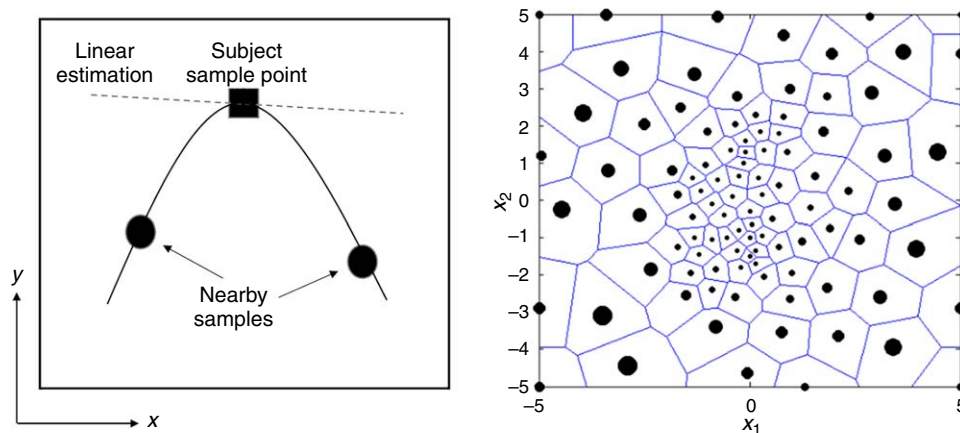 Linear
estimation
Subject
sample point
Nearby
samples
y
x
5
4
3
2
1
0
–1
–2
–3
–4
–5
x2
–5
0
5
x1